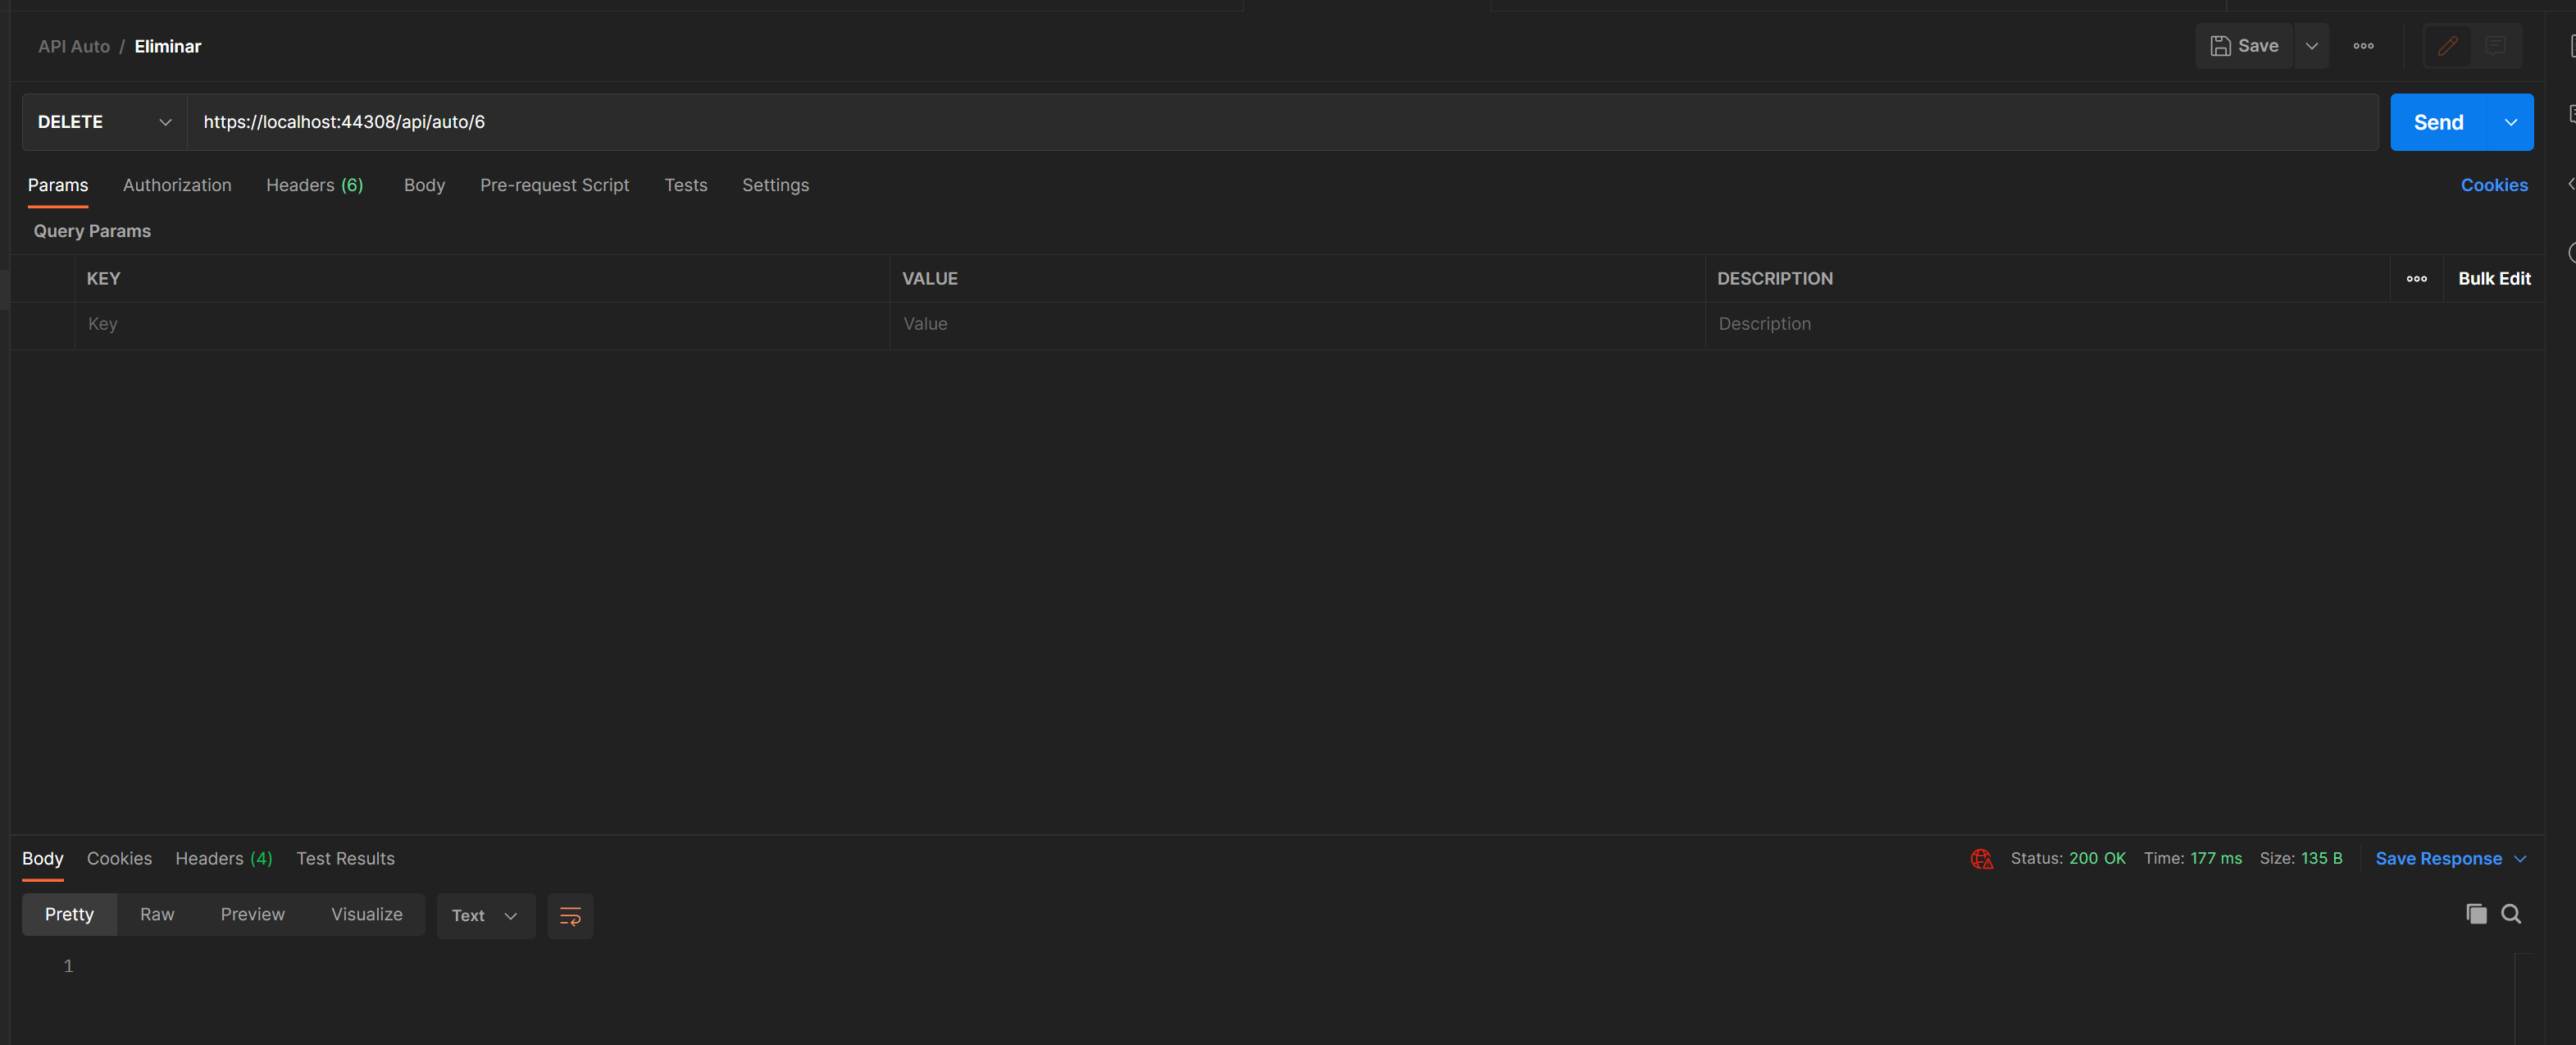 API Auto / Eliminar
Save
DELETE
https://localhost:44308/api/auto/6
Send
Params Authorization Headers (6) Body Pre-request Script Tests Settings Cookies
Query Params
KEY VALUE DESCRIPTION Bulk Edit
Key Value Description
Body Cookies Headers (4) Test Results Status: 200 OK Time: 177 ms Size: 135 B Save Response
Pretty Raw Preview Visualize Text
1